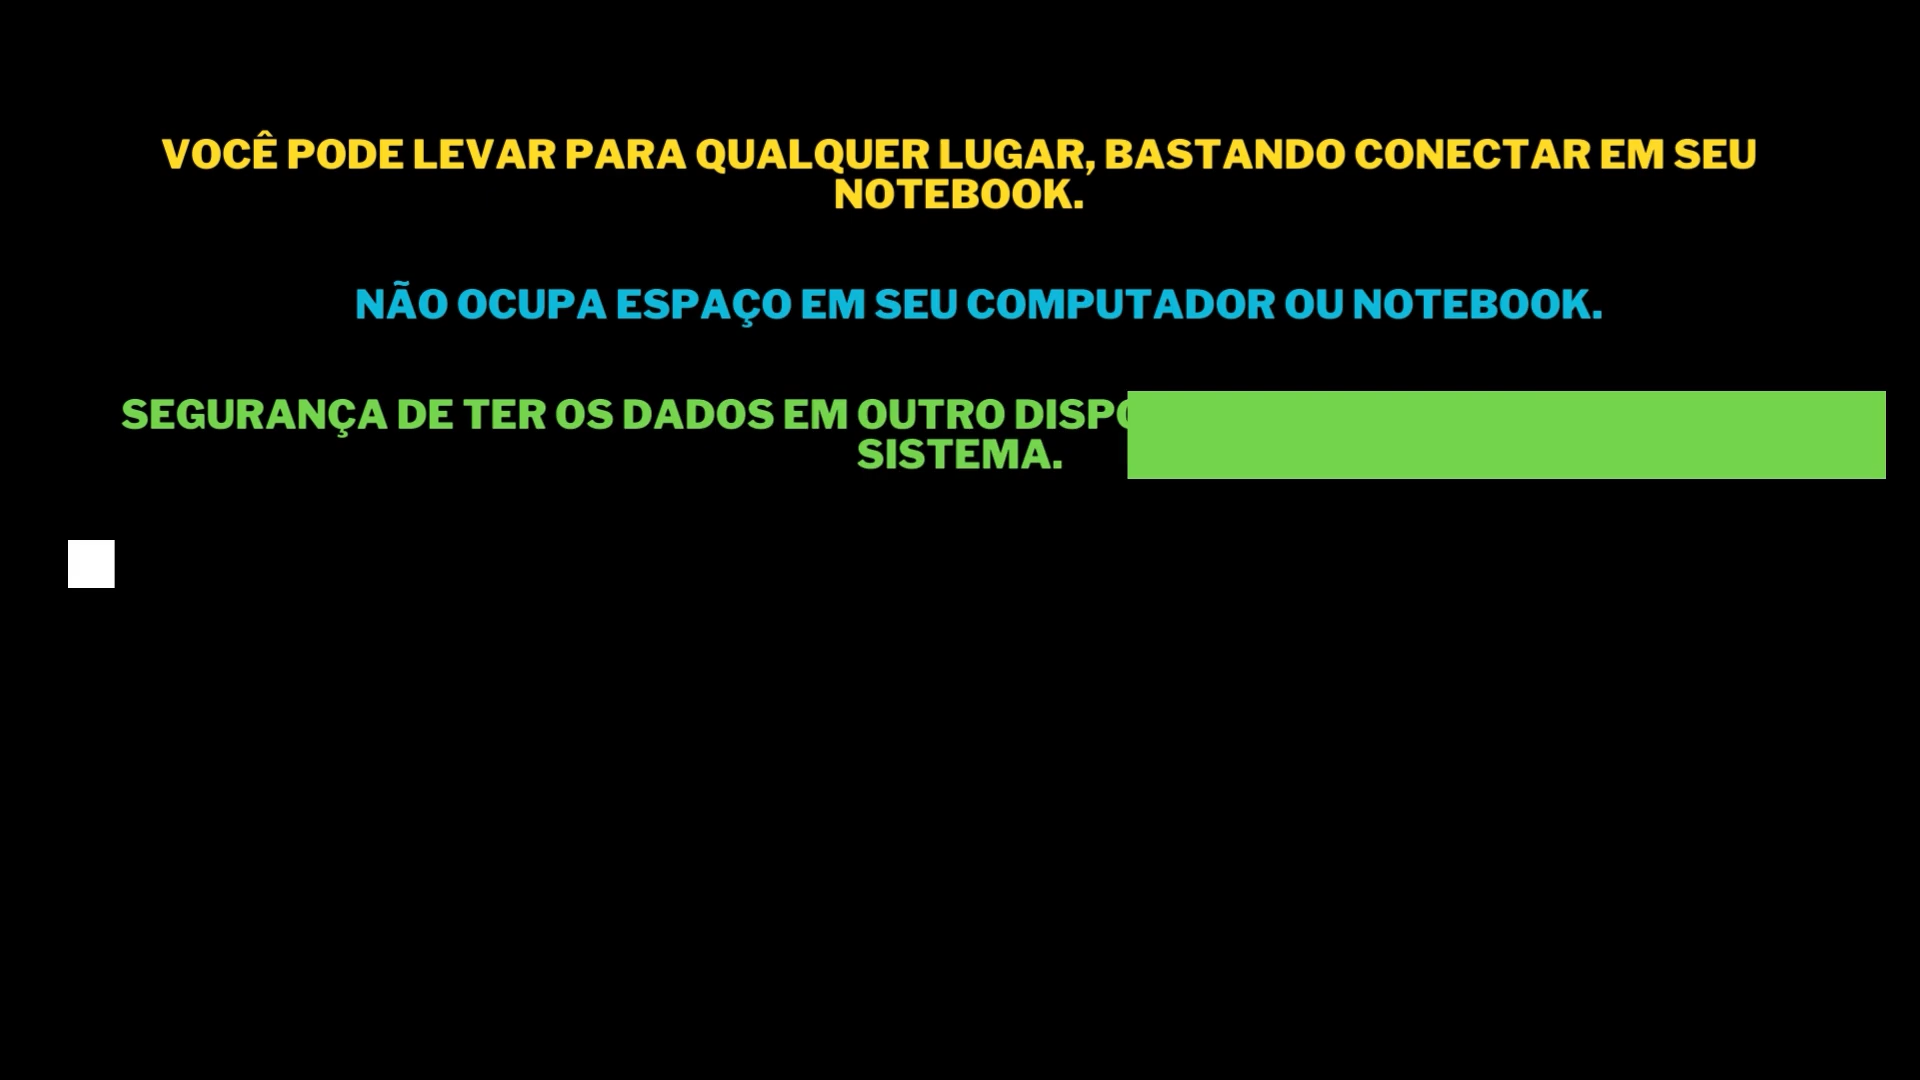 VOCÊ PODE LEVAR PARA QUALQUER LUGAR, BASTANDO CONECTAR EM SEU
NOTEBOOK.
NÃO OCUPA ESPAÇO EM SEU COMPUTADOR OU NOTEBOOK.
SEGURANÇA DE TER OS DADOS EM OUTRO
SISTEMA.